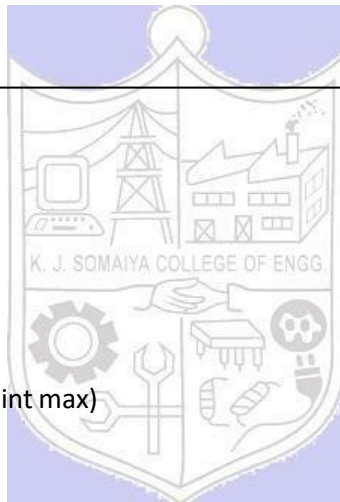 K. J. SOMAIYA COLLEGE OF ENGG.
int max)